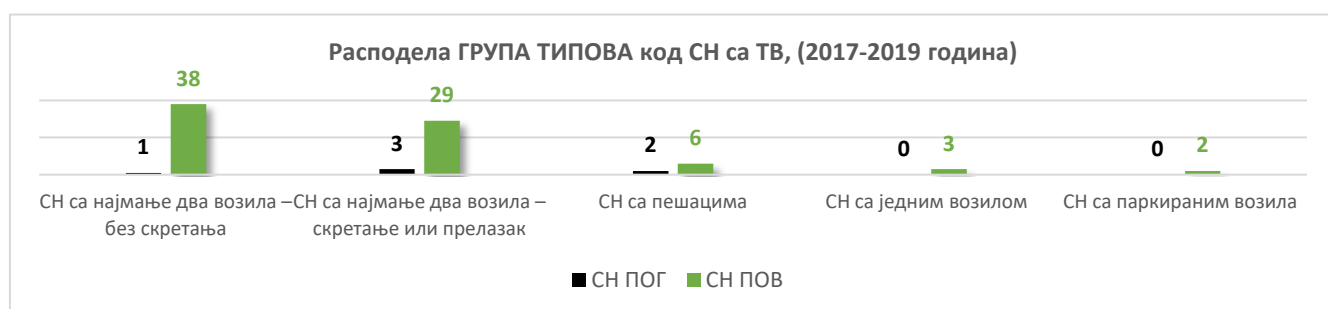 Расподела ГРУПА ТИПОВА код СН са ТВ, (2017-2019 година)
38
29
1
3
2
6
0
3
0
2
СН са најмање два возила –
без скретања
СН са најмање два возила –
скретање или прелазак
СН са пешацима
СН са једним возилом
СН са паркираним возила
СН ПОГ
СН ПОВ